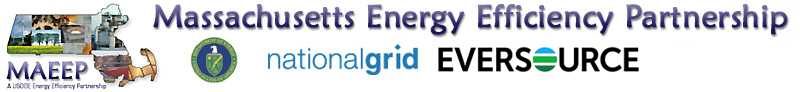 Massachusetts Energy Efficiency Partnership
nationalgrid EVERSOURCE
MAEEP
A USDOE Energy Efficiency Partnership